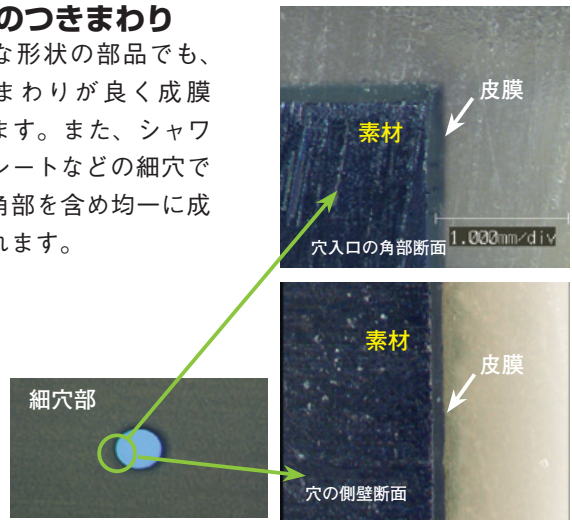 のつきまわり
な形状の部品でも、
まわりが良く成膜
ます。また、シャワ
レートなどの細穴で
角部を含め均一に成
れます。
皮膜
素材
1.000mm/div
穴入口の角部断面
素材
皮膜
細穴部
穴の側壁断面